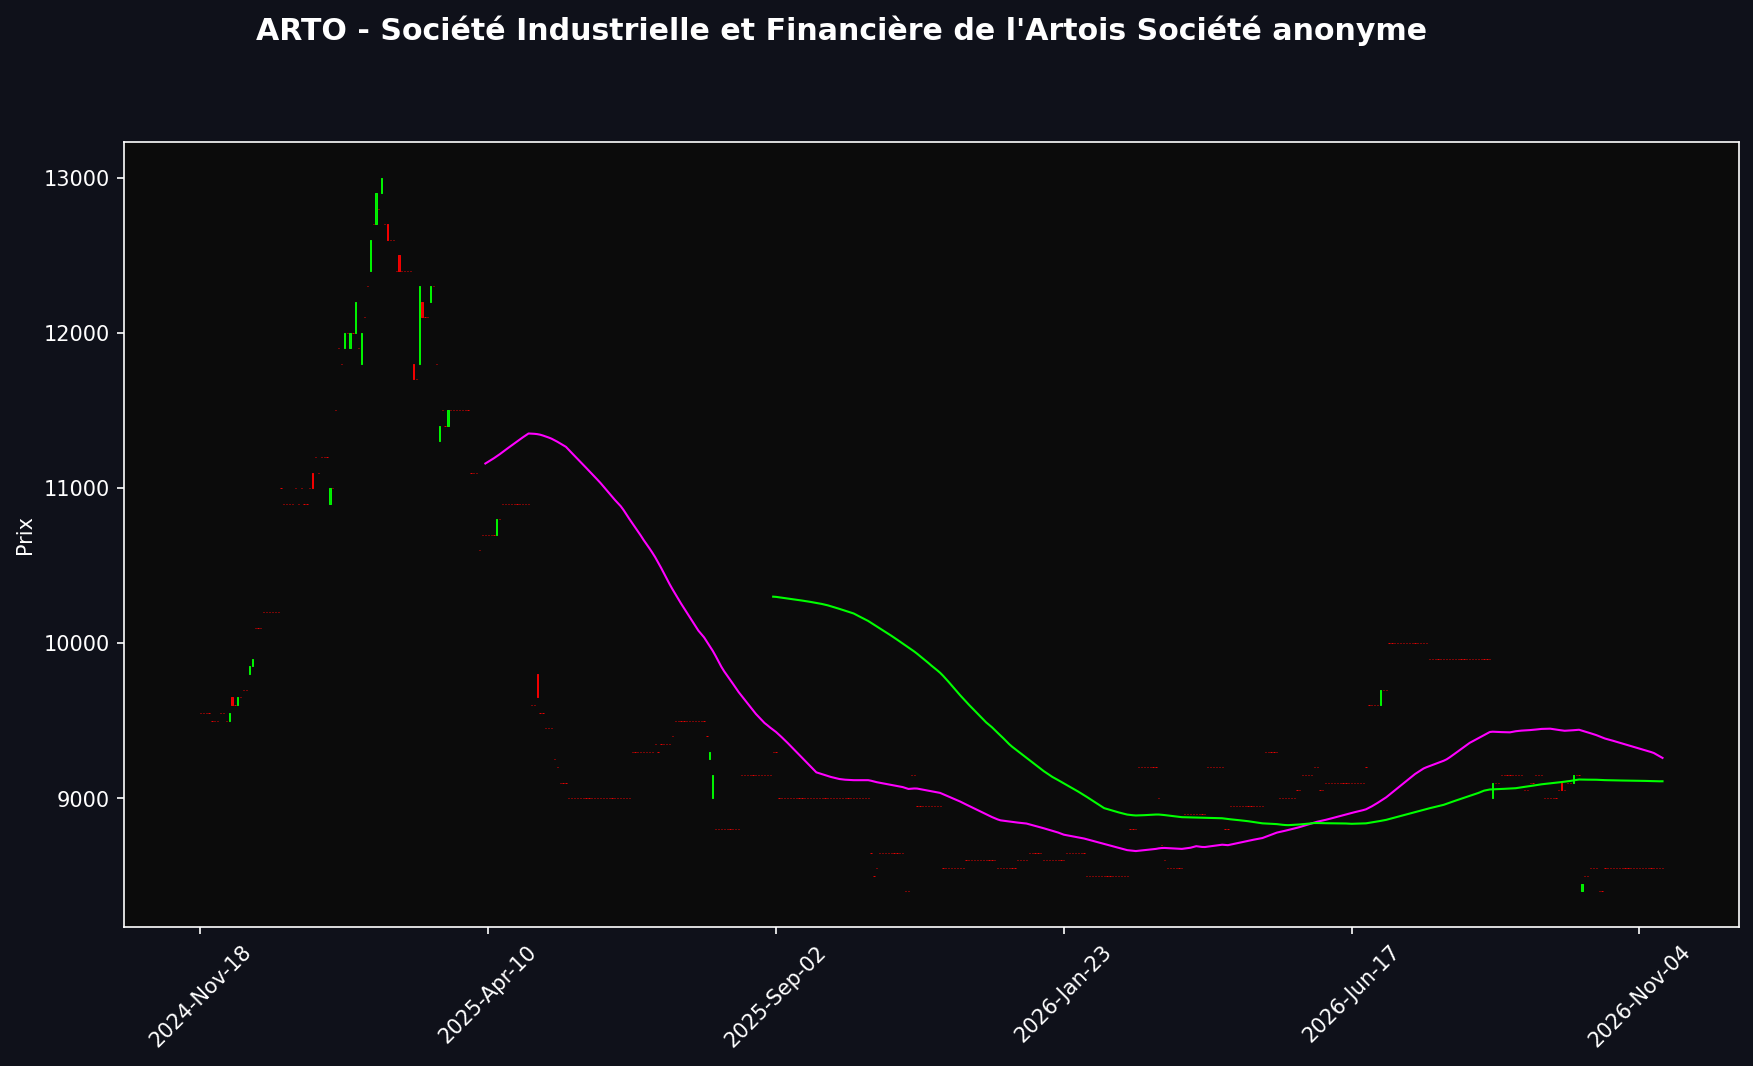 ARTO - Société Industrielle et Financière de l'Artois Société anonyme
Prix
13000
12000
11000
10000
9000
2024-Nov-18
2025-Apr-10
2025-Sep-02
2026-Jan-23
2026-Jun-17
2026-Nov-04